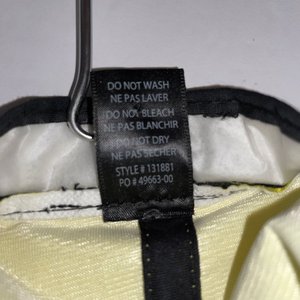 DO NOT WASH
NE PAS LAVER
DO NOT BLEACH
NE PAS BLANCHIR
DO NOT DRY
NE PAS SECHER
STYLE # 131881
PO # 49663-00